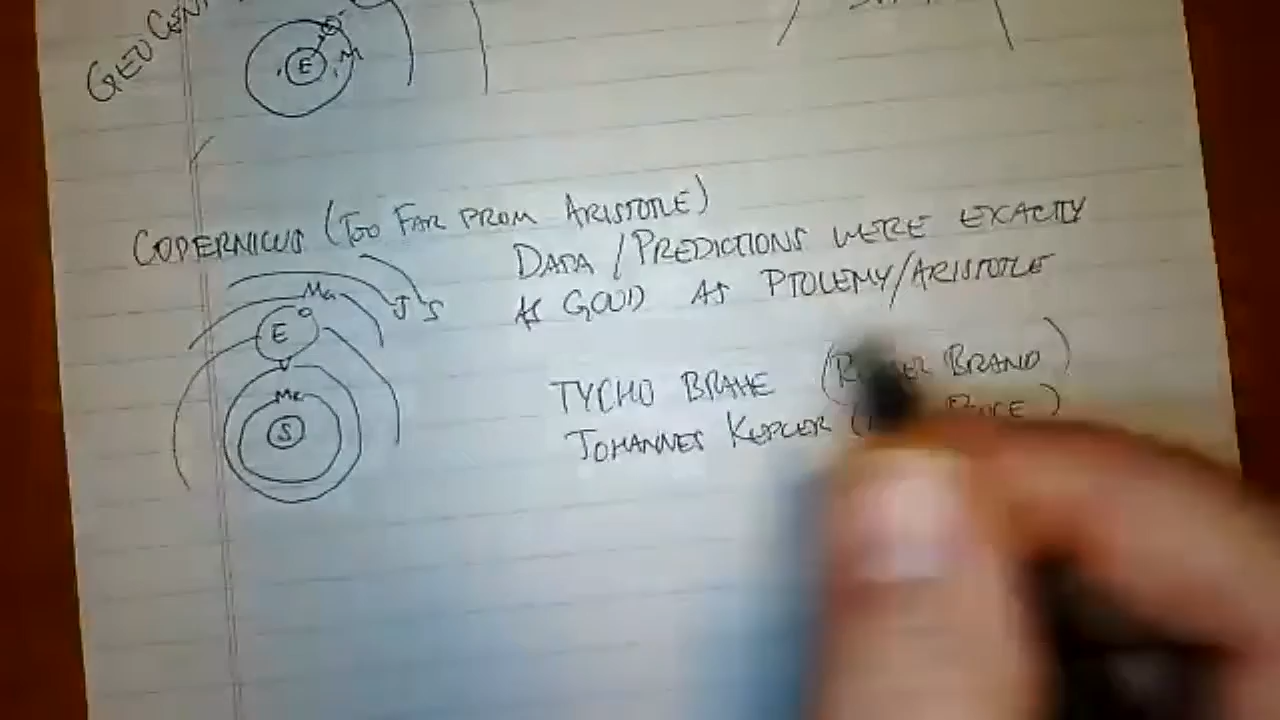 E M
COPERNICUS (TOO FAR FROM ARISTOTLE)
DATA / PREDICTIONS WERE EXACTLY
AS GOOD AS PTOLEMY/ARISTOTLE
Ma J S
E
V
Me
S
TYCHO BRAHE ( BRAND)
JOHANNES KEPLER (